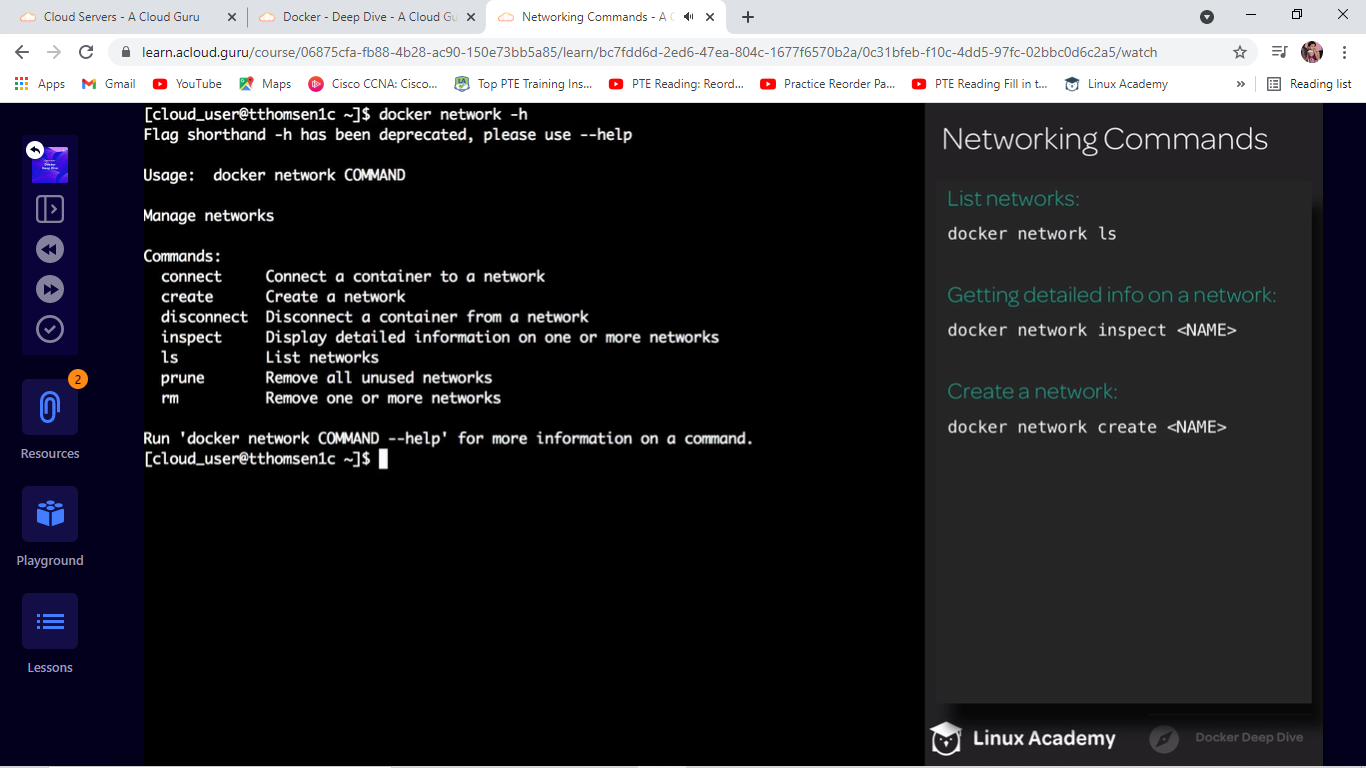 Cloud Servers - A Cloud Guru
Docker - Deep Dive - A Cloud Gu
Networking Commands - A C
learn.acloud.guru/course/06875cfa-fb88-4b28-ac90-150e73bb5a85/learn/bc7fdd6d-2ed6-47ea-804c-1677f6570b2a/0c31bfeb-f10c-4dd5-97fc-02bbc0d6c2a5/watch
Apps
Gmail
YouTube
Maps
Cisco CCNA: Cisco...
Top PTE Training Ins...
PTE Reading: Reord...
Practice Reorder Pa...
PTE Reading Fill in t...
Linux Academy
»
Reading list
2
Resources
Playground
Lessons
[cloud_user@tthomsen1c ~]$ docker network -h
Flag shorthand -h has been deprecated, please use --help
Usage:  docker network COMMAND
Manage networks
Commands:
  connect     Connect a container to a network
  create      Create a network
  disconnect  Disconnect a container from a network
  inspect     Display detailed information on one or more networks
  ls          List networks
  prune       Remove all unused networks
  rm          Remove one or more networks
Run 'docker network COMMAND --help' for more information on a command.
[cloud_user@tthomsen1c ~]$
Networking Commands
List networks:
docker network ls
Getting detailed info on a network:
docker network inspect <NAME>
Create a network:
docker network create <NAME>
Linux Academy
Docker Deep Dive